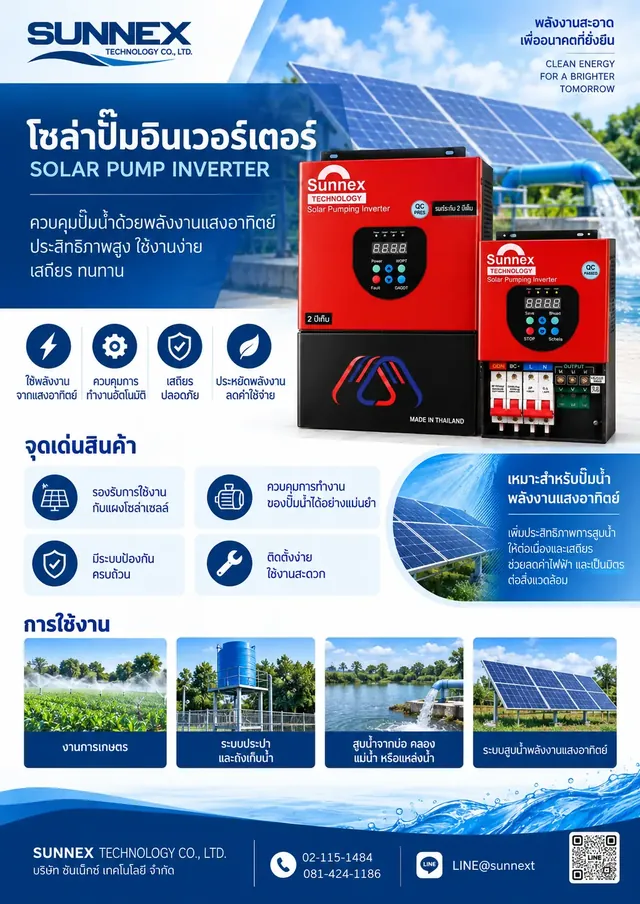 SUNNEX
TECHNOLOGY CO., LTD.
พลังงานสะอาด
เพื่ออนาคตที่ยั่งยืน
CLEAN ENERGY
FOR A BRIGHTER
TOMORROW
โซล่าปั๊มอินเวอร์เตอร์
SOLAR PUMP INVERTER
ควบคุมปั๊มน้ำด้วยพลังงานแสงอาทิตย์
ประสิทธิภาพสูง ใช้งานง่าย
เสถียร ทนทาน
Sunnex
TECHNOLOGY
Solar Pumping Inverter
QC
PRES
2 ปีเต็ม
Power
Fault
MADE IN THAILAND
Sunnex
TECHNOLOGY
Solar Pumping Inverter
QC
STOP
L
N
OUTPUT
ใช้พลังงาน
จากแสงอาทิตย์
ควบคุมการ
ทำงานอัตโนมัติ
เสถียร
ปลอดภัย
ประหยัดพลังงาน
ลดค่าใช้จ่าย
จุดเด่นสินค้า
รองรับการใช้งาน
กับแผงโซล่าเซลล์
ควบคุมการทำงาน
ของปั๊มน้ำได้อย่างแม่นยำ
มีระบบป้องกัน
ครบถ้วน
ติดตั้งง่าย
ใช้งานสะดวก
เหมาะสำหรับปั๊มน้ำ
พลังงานแสงอาทิตย์
เพิ่มประสิทธิภาพการสูบน้ำ
ให้ต่อเนื่องและเสถียร
ช่วยลดค่าไฟฟ้า และเป็นมิตร
ต่อสิ่งแวดล้อม
การใช้งาน
งานการเกษตร
ระบบประปา
และถังเก็บน้ำ
สูบน้ำจากบ่อ คลอง
แม่น้ำ หรือแหล่งน้ำ
ระบบสูบน้ำพลังงานแสงอาทิตย์
SUNNEX TECHNOLOGY CO., LTD.
บริษัท ซันเน็กซ์ เทคโนโลยี จำกัด
02-115-1484
081-424-1186
LINE
LINE@sunnext
LINE